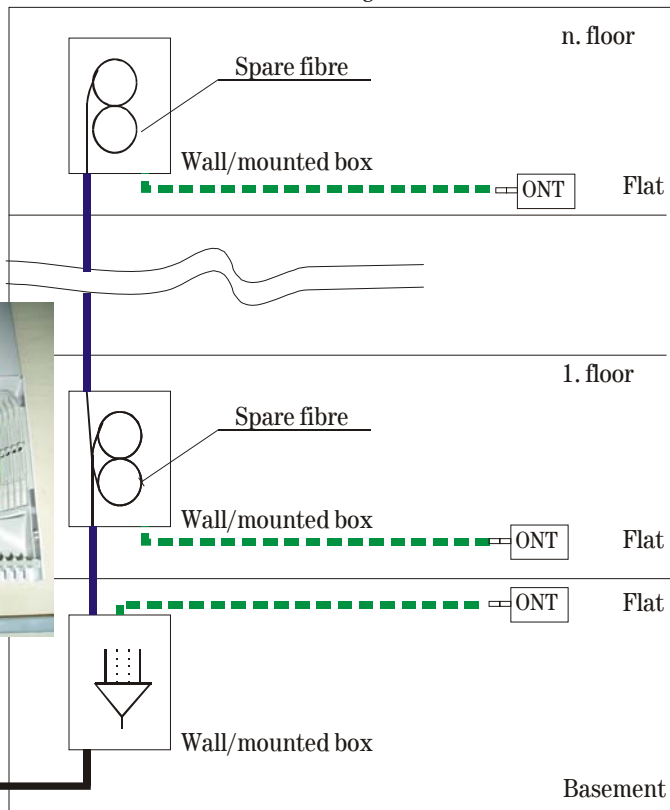 n. floor
Spare fibre
Wall/mounted box
ONT
Flat
1. floor
Spare fibre
Wall/mounted box
ONT
Flat
ONT
Flat
Wall/mounted box
Basement